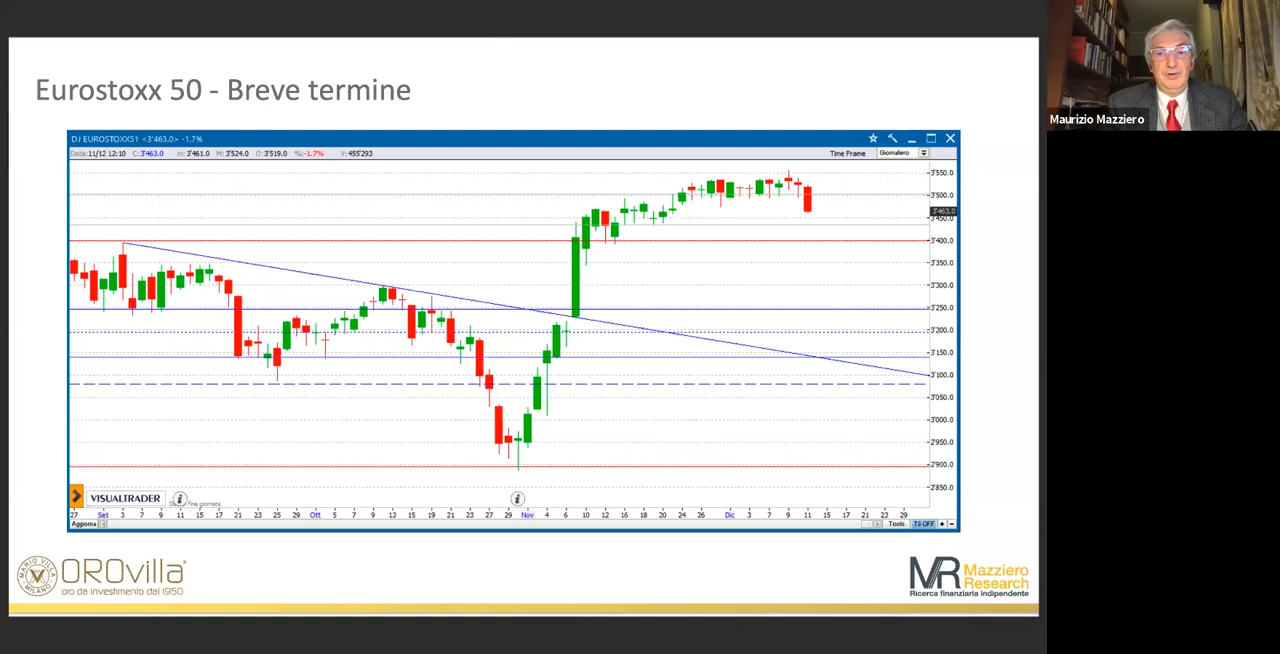 Eurostoxx 50 - Breve termine
Maurizio Mazziero
DJ EUROSTOXX51 <3'463.0> -1.7%
Data: 11/12 12:10 C: 3'463.0 m: 3'461.0 M: 3'524.0 O: 3'519.0 %: -1.7% V: 455'293
Time Frame Giornaliero
3'550.0
3'500.0
3'463.0
3'450.0
3'400.0
3'350.0
3'300.0
3'250.0
3'200.0
3'150.0
3'100.0
3'050.0
3'000.0
2'950.0
2'900.0
2'850.0
VISUALTRADER
Fine giornata
27 Set 3 7 9 11 15 17 21 23 25 29 Ott 5 7 9 13 15 19 21 23 27 29 Nov 4 6 10 12 16 18 20 24 26 Dic 3 7 9 11 15 17 21 23 29
Aggiorna
Tools TS OFF
MARIO VILLA MILANO
OROvilla
oro da investimento dal 1950
MR Mazziero Research
Ricerca finanziaria indipendente